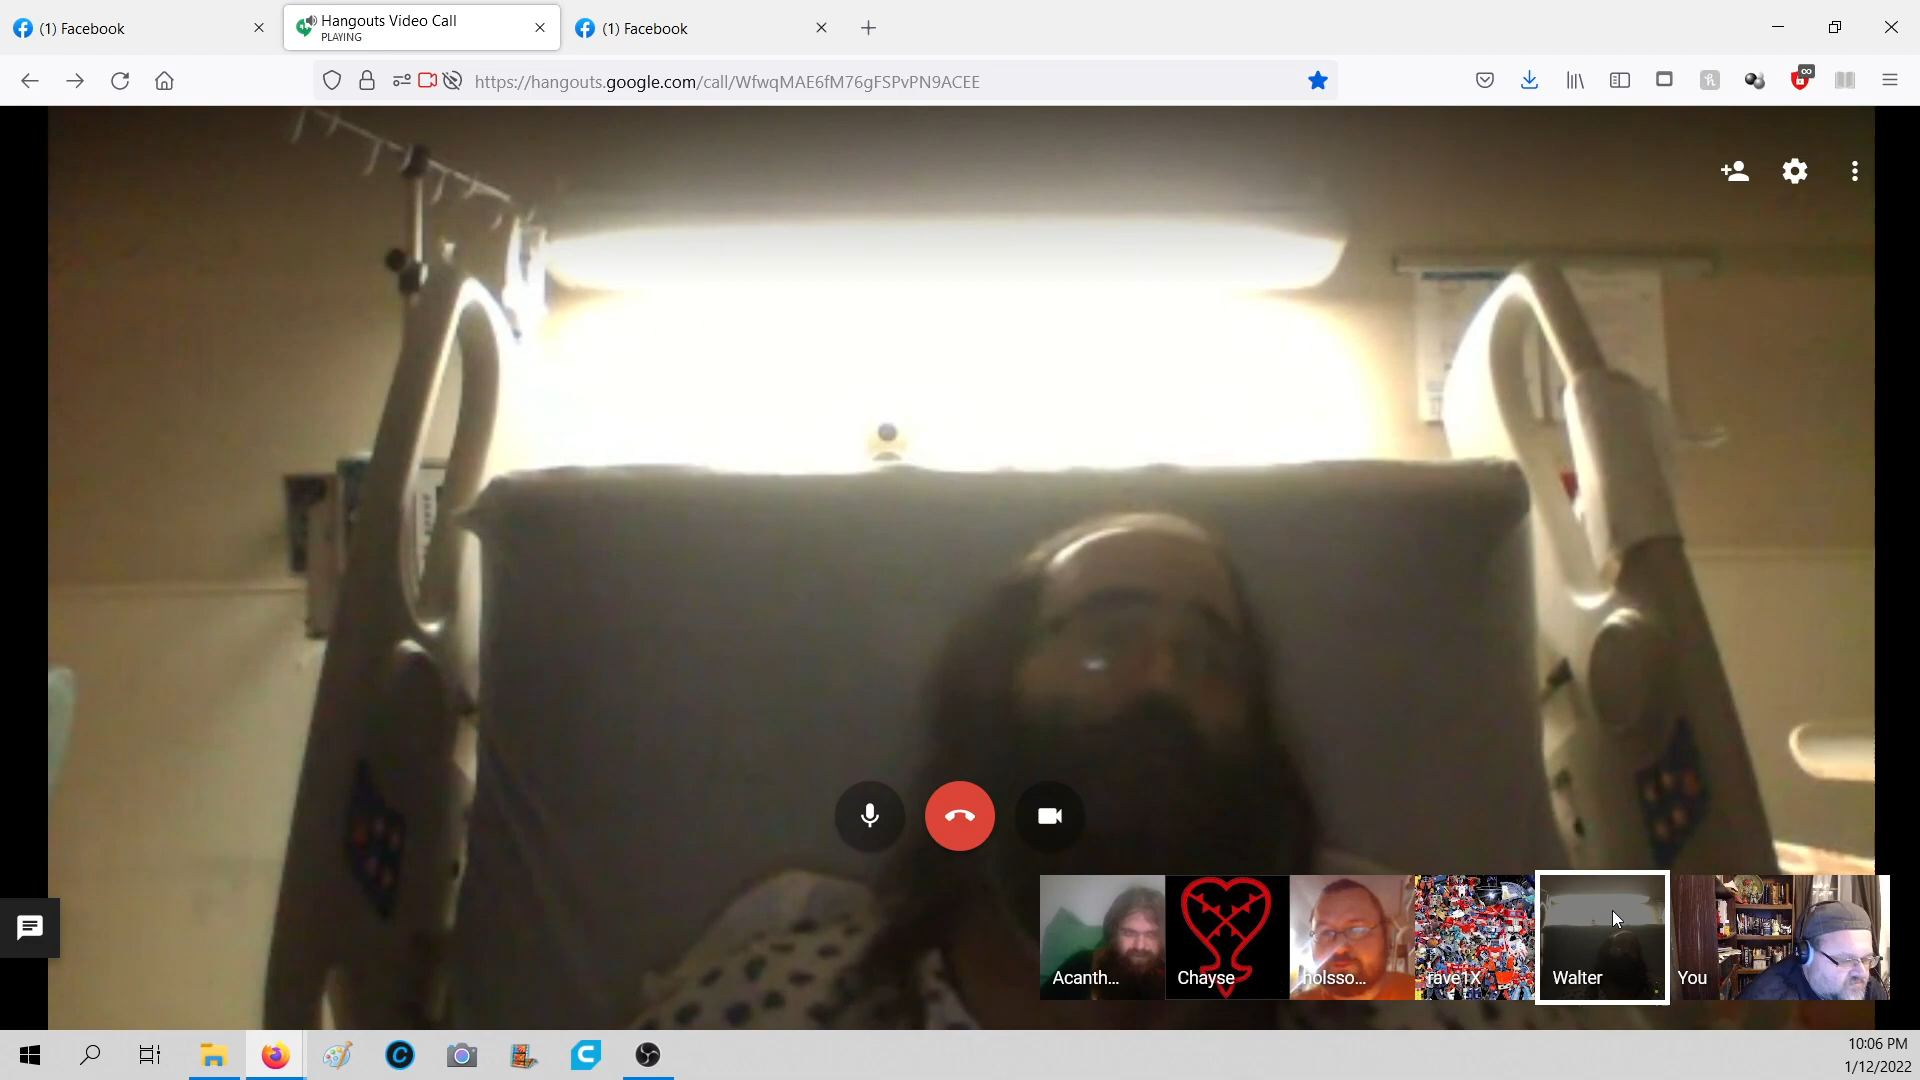 (1) Facebook
Hangouts Video Call
PLAYING
(1) Facebook
https://hangouts.google.com/call/WfwqMAE6fM76gFSPvPN9ACEE
Acanth...
Chayse
holsso...
rave1X
Walter
You
10:06 PM
1/12/2022